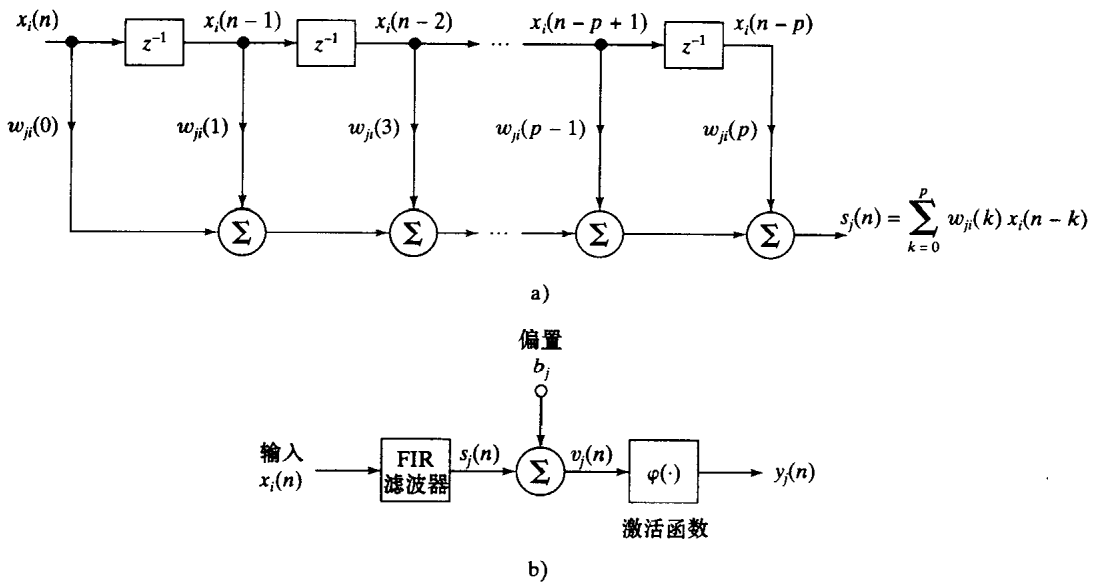 xᵢ(n) xᵢ(n − 1) xᵢ(n − 2) xᵢ(n − p + 1) xᵢ(n − p)
z⁻¹ z⁻¹ ··· z⁻¹
wⱼᵢ(0) wⱼᵢ(1) wⱼᵢ(3) wⱼᵢ(p − 1) wⱼᵢ(p)
Σ Σ ··· Σ Σ sⱼ(n) = ∑_{k=0}^{p} wⱼᵢ(k) xᵢ(n − k)
a)
偏置
bⱼ
输入 FIR sⱼ(n) vⱼ(n)
xᵢ(n) 滤波器 Σ φ(·) yⱼ(n)
激活函数
b)